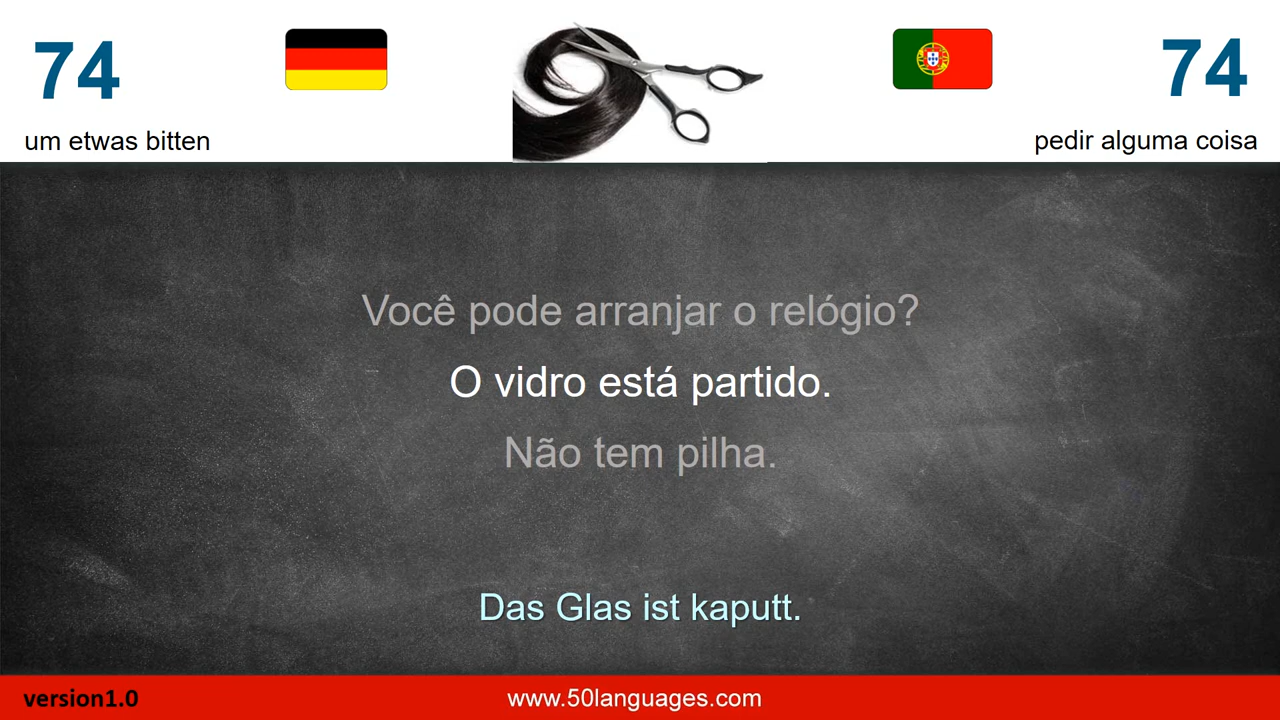 74
74
um etwas bitten
pedir alguma coisa
Você pode arranjar o relógio?
O vidro está partido.
Não tem pilha.
Das Glas ist kaputt.
version1.0
www.50languages.com